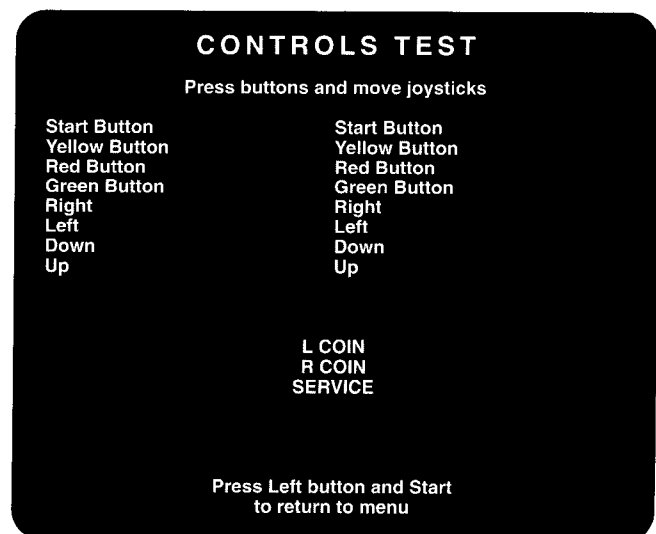 CONTROLS TEST
Press buttons and move joysticks
Start Button
Yellow Button
Red Button
Green Button
Right
Left
Down
Up
Start Button
Yellow Button
Red Button
Green Button
Right
Left
Down
Up
L COIN
R COIN
SERVICE
Press Left button and Start
to return to menu